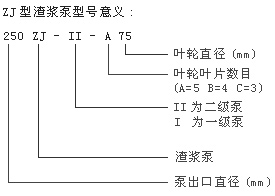 ZJ型渣浆泵型号意义:
250 ZJ - II - A 75
叶轮直径 (mm)
叶轮叶片数目
(A=5 B=4 C=3)
II为二级泵
I 为一级泵
渣浆泵
泵出口直径 (mm)